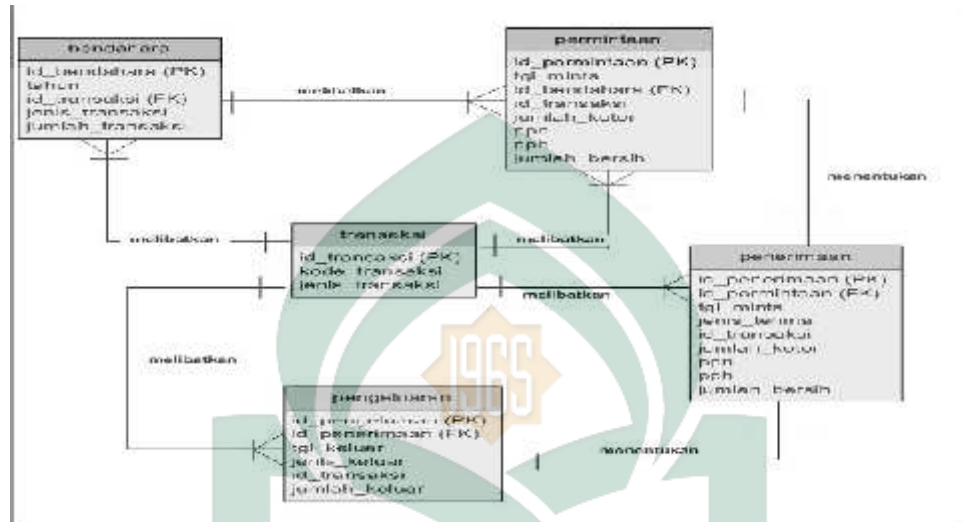 bendahara
id_bendahara (PK)
tahun
id_transaksi (FK)
jenis_transaksi
jumlah_transaksi
melibatkan
permintaan
id_permintaan (PK)
tgl_minta
id_bendahara (FK)
id_transaksi
jumlah_kotor
ppn
pph
jumlah_bersih
menentukan
melibatkan
transaksi
id_transaksi (PK)
kode_transaksi
jenis_transaksi
melibatkan
melibatkan
penerimaan
id_penerimaan (PK)
id_permintaan (FK)
tgl_minta
jenis_terima
id_transaksi
jumlah_kotor
ppn
pph
jumlah_bersih
melibatkan
1965
pengeluaran
id_pengeluaran (PK)
id_penerimaan (FK)
tgl_keluar
jenis_keluar
id_transaksi
jumlah_keluar
menentukan